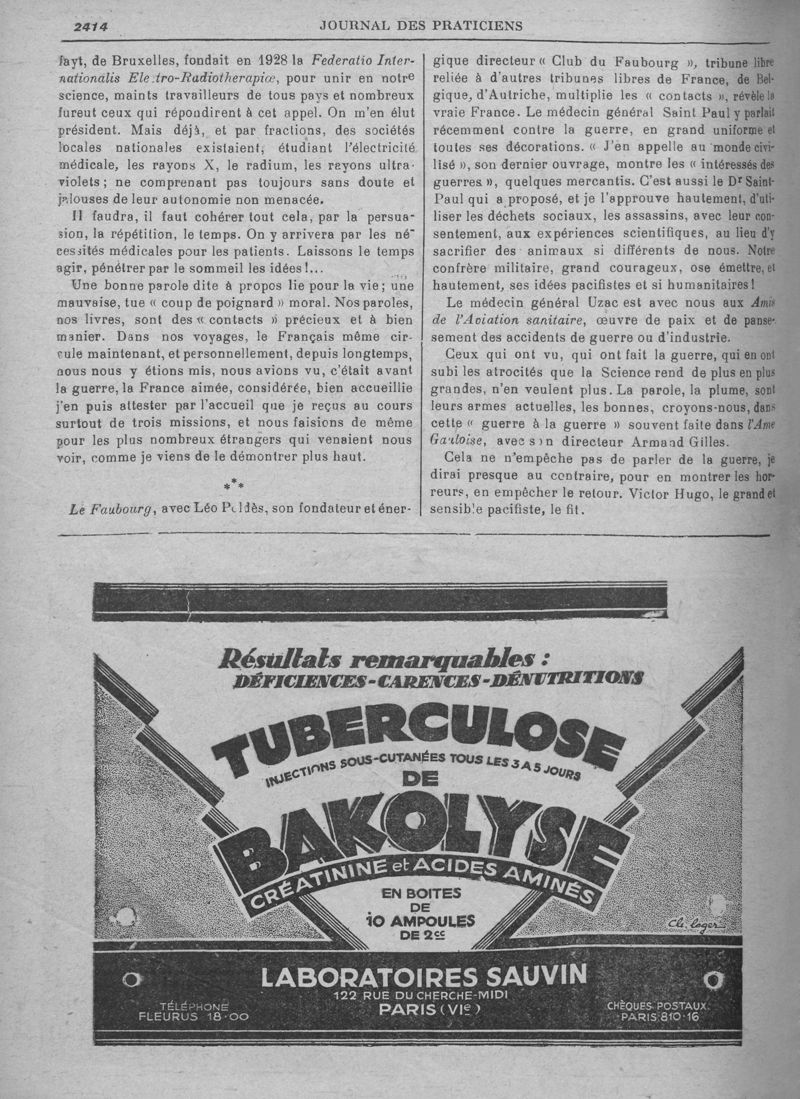 2414
JOURNAL DES PRATICIENS
fayt, de Bruxelles, fondait en 1928 la Federatio Inter-
nationalis Electro-Radiotherapiæ, pour unir en notre
science, maints travailleurs de tous pays et nombreux
furent ceux qui répondirent à cet appel. On m'en élut
président. Mais déjà, et par fractions, des sociétés
locales nationales existaient, étudiant l'électricité
médicale, les rayons X, le radium, les rayons ultra-
violets ; ne comprenant pas toujours sans doute et
jalouses de leur autonomie non menacée.
Il faudra, il faut cohérer tout cela, par la persua-
sion, la répétition, le temps. On y arrivera par les né-
cessités médicales pour les patients. Laissons le temps
agir, pénétrer par le sommeil les idées !...
Une bonne parole dite à propos lie pour la vie ; une
mauvaise, tue « coup de poignard » moral. Nos paroles,
nos livres, sont des « contacts » précieux et à bien
manier. Dans nos voyages, le Français même cir-
cule maintenant, et personnellement, depuis longtemps,
nous nous y étions mis, nous avions vu, c'était avant
la guerre, la France aimée, considérée, bien accueillie
j'en puis attester par l'accueil que je reçus au cours
surtout de trois missions, et nous faisions de même
pour les plus nombreux étrangers qui venaient nous
voir, comme je viens de le démontrer plus haut.
***
Le Faubourg, avec Léo Poldès, son fondateur et éner-
gique directeur « Club du Faubourg », tribune libre
reliée à d'autres tribunes libres de France, de Bel-
gique, d'Autriche, multiplie les « contacts », révèle la
vraie France. Le médecin général Saint Paul y parlait
récemment contre la guerre, en grand uniforme et
toutes ses décorations. « J'en appelle au monde civi-
lisé », son dernier ouvrage, montre les « intéressés des
guerres », quelques mercantis. C'est aussi le Dr Saint-
Paul qui a proposé, et je l'approuve hautement, d'uti-
liser les déchets sociaux, les assassins, avec leur con-
sentement, aux expériences scientifiques, au lieu d'y
sacrifier des animaux si différents de nous. Notre
confrère militaire, grand courageux, ose émettre, et
hautement, ses idées pacifistes et si humanitaires !
Le médecin général Uzac est avec nous aux Amis
de l'Aviation sanitaire, œuvre de paix et de panse-
sement des accidents de guerre ou d'industrie.
Ceux qui ont vu, qui ont fait la guerre, qui en ont
subi les atrocités que la Science rend de plus en plus
grandes, n'en veulent plus. La parole, la plume, sont
leurs armes actuelles, les bonnes, croyons-nous, dans
cette « guerre à la guerre » souvent faite dans l'Ame
Gauloise, avec son directeur Armand Gilles.
Cela ne n'empêche pas de parler de la guerre, je
dirai presque au contraire, pour en montrer les hor-
reurs, en empêcher le retour. Victor Hugo, le grand et
sensible pacifiste, le fit.
Résultats remarquables :
DÉFICIENCES-CARENCES-DÉNUTRITIONS
TUBERCULOSE
INJECTIONS SOUS-CUTANÉES TOUS LES 3 A 5 JOURS
DE
BAKOLYSE
CRÉATININE et ACIDES AMINÉS
EN BOITES
DE
10 AMPOULES
DE 2cc
Ch. Loger
LABORATOIRES SAUVIN
122 RUE DU CHERCHE-MIDI
PARIS (VIe)
TÉLÉPHONE
FLEURUS 18-00
CHÈQUES POSTAUX.
PARIS 810-16